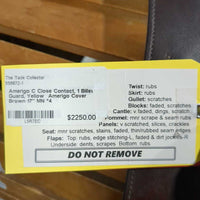 The Tack Collector
Amerigo C Close Contact, 1 Billet
Guard, Yellow Amerigo Cover
Brown 17" MN *4
$2250.00
Twist: rubs
Skirt: rubs
Gullet: scratches
Blocks: faded, scratches
Cantle: v faded, dings, scratch
Pommel: mnr scrape & seam rubs
Panels: v.scratched, slices, crackles
Seat: mnr scratches, stains, faded, thin/rubbed seam edges
Flaps: Top: rubs, edge stitching-L, faded & dirt pockets-R
Underside: dents, scrapes Bottom: rubs
DO NOT REMOVE